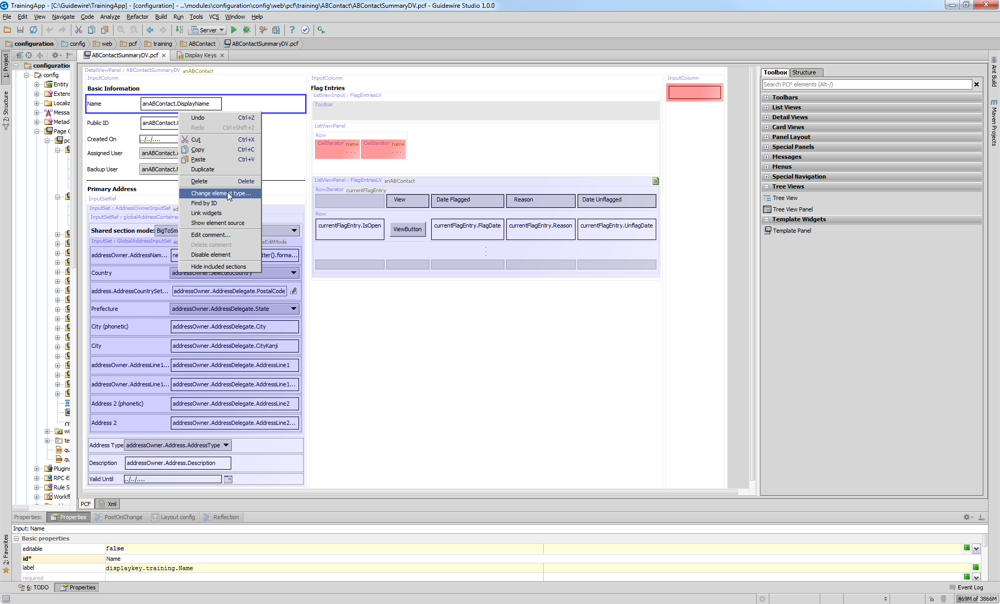 TrainingApp - [C:\Guidewire\TrainingApp] - [configuration] - ...\modules\configuration\config\web\pcf\training\ABContact\ABContactSummaryDV.pcf - Guidewire Studio 1.0.0
File Edit View Navigate Code Analyze Refactor Build Run Tools VCS Window Help
Server
configuration config web pcf training ABContact ABContactSummaryDV.pcf
ABContactSummaryDV.pcf Display Keys
1: Project
Z: Structure
2: Favorites
configuration
config
Entity
Extens
Localiz
Messa
Metad
Page C
pc
wi
te
qu
qu
Plugins
RPC-E
Rule S
Workfl
DetailViewPanel : ABContactSummaryDV anABContact
InputColumn
Basic Information
Name anABContact.DisplayName
Public ID anABContact.
Created On ../../....
Assigned User anABContact.
Backup User anABContact.
Primary Address
InputSetRef
InputSet : AddressOwnerInputSet
InputSetRef : globalAddressContainer
Shared section mode: BigToSm
InputSet : GlobalAddressInputSet eEditMode
addressOwner.AddressNam... ne tter().forma...
Country addressOwner.SelectedCountry
address.AddressCountrySet... addressOwner.AddressDelegate.PostalCode
Prefecture addressOwner.AddressDelegate.State
City (phonetic) addressOwner.AddressDelegate.City
City addressOwner.AddressDelegate.CityKanji
addressOwner.AddressLine1... addressOwner.AddressDelegate.AddressLine1
addressOwner.AddressLine1... addressOwner.AddressDelegate.AddressLine1...
Address 2 (phonetic) addressOwner.AddressDelegate.AddressLine2
Address 2 addressOwner.AddressDelegate.AddressLine2...
Address Type addressOwner.Address.AddressType
Description addressOwner.Address.Description
Valid Until ../../....
Undo Ctrl+Z
Redo Ctrl+Shift+Z
Cut Ctrl+X
Copy Ctrl+C
Paste Ctrl+V
Duplicate
Delete Delete
Change element type...
Find by ID
Link widgets
Show element source
Edit comment...
Delete comment
Disable element
Hide included sections
InputColumn
Flag Entries
ListViewInput : FlagEntriesLV
Toolbar
ListViewPanel
Row
CellIterator name CellIterator name
. . . . . .
ListViewPanel : FlagEntriesLV anABContact
RowIterator currentFlagEntry
View Date Flagged Reason Date Unflagged
Row
currentFlagEntry.IsOpen ViewButton currentFlagEntry.FlagDate currentFlagEntry.Reason currentFlagEntry.UnflagDate
InputColumn
Toolbox Structure
Search PCF elements (Alt-/)
Toolbars
List Views
Detail Views
Card Views
Panel Layout
Special Panels
Messages
Menus
Special Navigation
Tree Views
Tree View
Tree View Panel
Template Widgets
Template Panel
Ant Build
Maven Projects
PCF Xml
Properties: Properties PostOnChange Layout config Reflection
Input: Name
Basic properties
editable false
id* Name
label displaykey.training.Name
required
6: TODO Properties Event Log
469M of 3866M